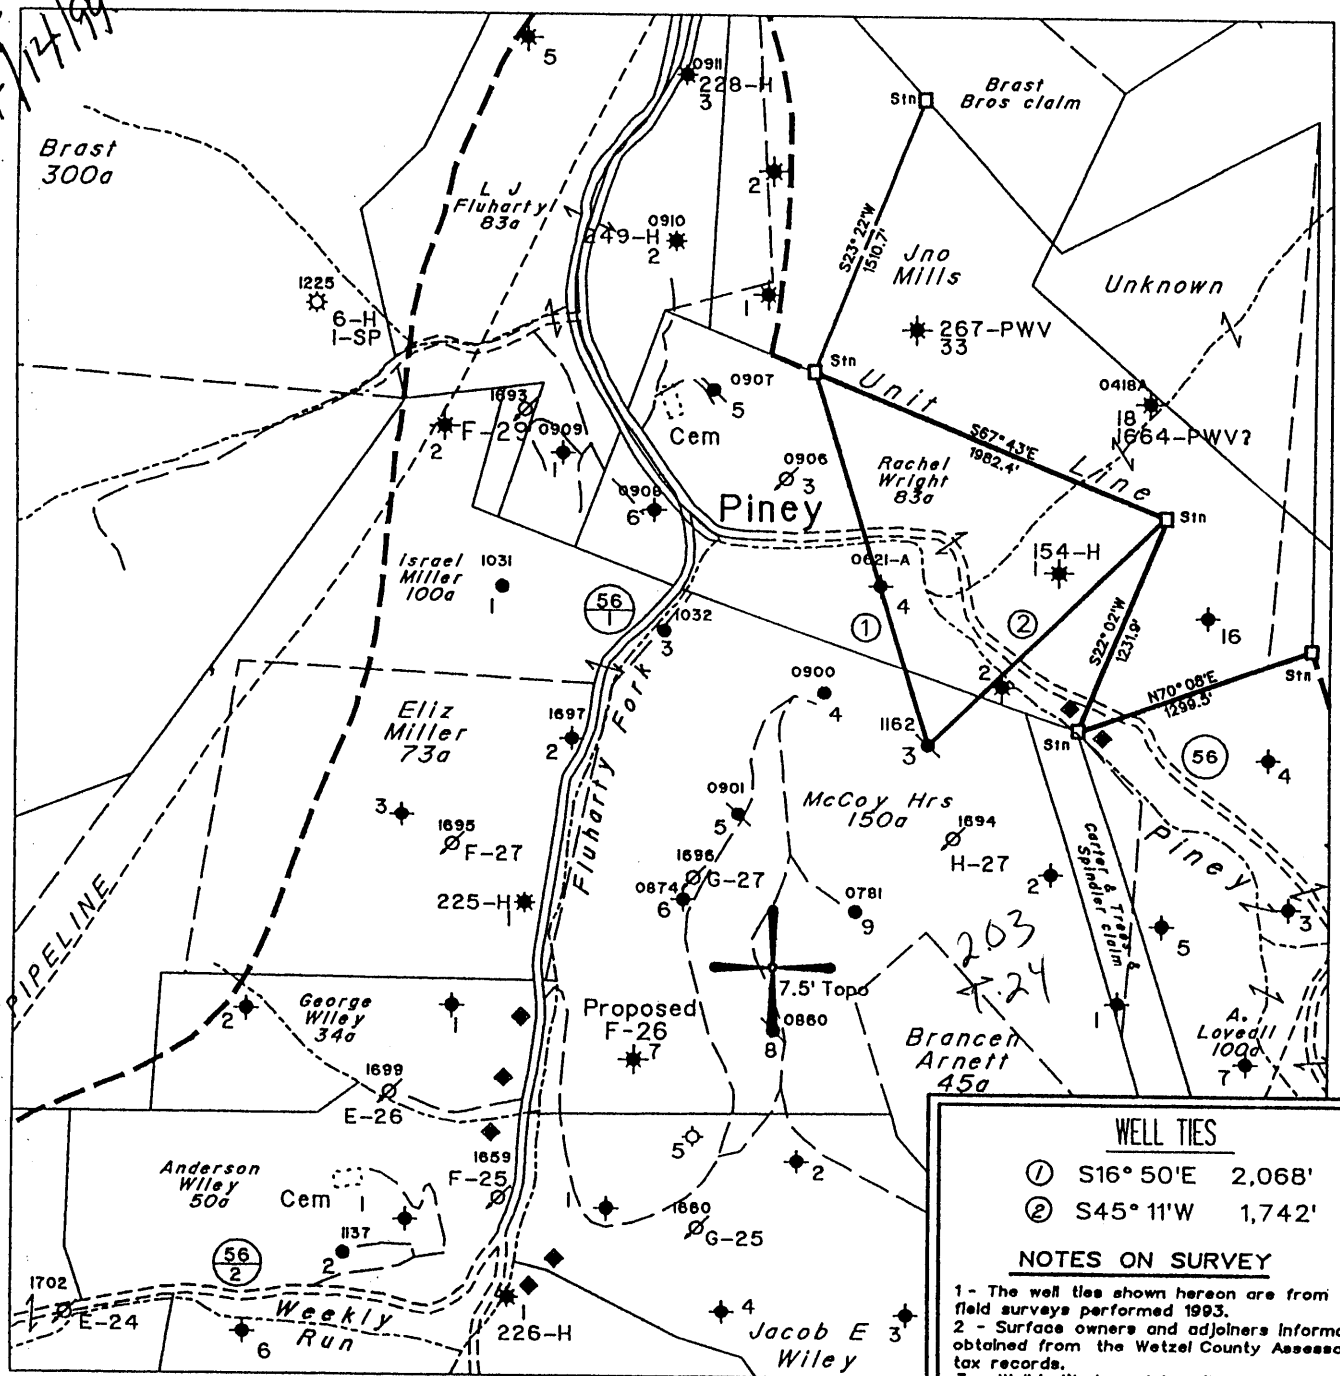 5
0911
228-H
3
Stn
Brast
Bros claim
Brast
300a
L J
Fluharty
83a
2
0910
249-H
2
S23° 22'W
1510.7'
Jno
Mills
Unknown
1225
6-H
1-SP
1
267-PWV
33
Stn
Unit
0907
5
Cem
0418A
18
1664-PWV?
1693
F-29
2
0909
1
S67° 43'E
1982.4'
Line
0906
3
Rachel
Wright
83a
0908
6
Piney
Stn
Israel
Miller
100a
1031
1
56
1
1032
3
0621-A
4
154-H
1
1
2
S22° 02'W
1231.9'
16
Stn
N70° 08'E
1299.5'
2
0900
4
Eliz
Miller
73a
1697
2
Fluharty Fork
1162
3
Stn
56
4
3
0901
5
McCoy Hrs
150a
1695
F-27
1694
H-27
1696
G-27
Piney
Carter & Trees &
Spindler claim
2
0874
6
225-H
1
0781
9
3
5
2.03
PIPELINE
7.5' Topo
George
Wiley
34a
2
1
Proposed
F-26
7
0860
8
1
Brancen
Arnett
45a
A.
Lovedll
100a
7
1699
E-26
5
2
Anderson
Wiley
50a
Cem
1
1659
F-25
1
1660
G-25
1137
2
56
2
1702
E-24
Weekly
Run
6
1
226-H
4
Jacob E
Wiley
3
WELL TIES
1 S16° 50'E 2,068'
2 S45° 11'W 1,742'
NOTES ON SURVEY
1 - The well ties shown hereon are from
field surveys performed 1993.
2 - Surface owners and adjoiners informa
obtained from the Wetzel County Assesso
tax records.